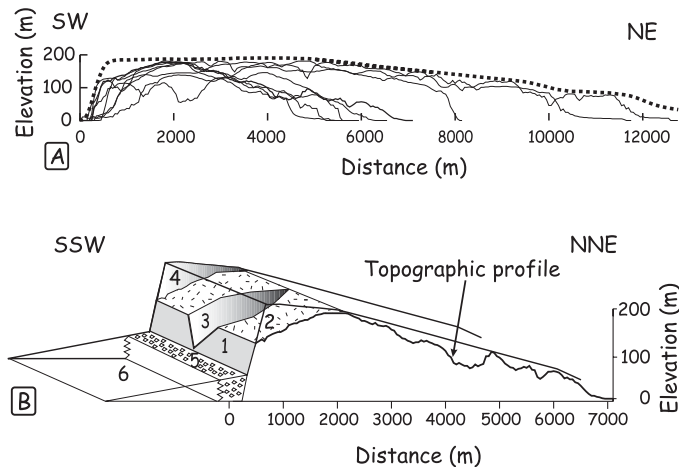 SW
NE
Elevation (m)
200
100
0
0 2000 4000 6000 8000 10000 12000
Distance (m)
A
SSW
NNE
Topographic profile
4
3
2
1
5
6
200
100
0
Elevation (m)
B
0 1000 2000 3000 4000 5000 6000 7000
Distance (m)